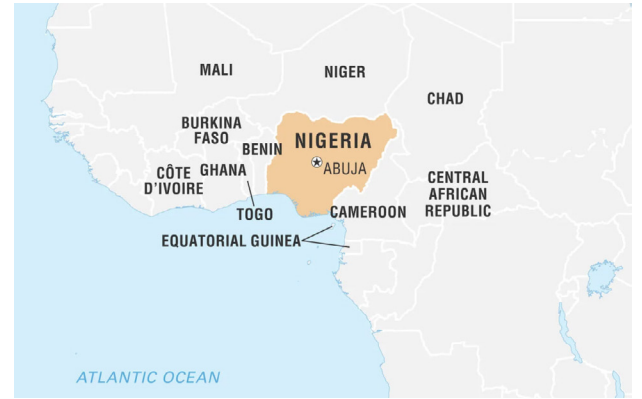 MALI
NIGER
CHAD
BURKINA
FASO
BENIN
NIGERIA
ABUJA
CÔTE
D'IVOIRE
GHANA
TOGO
CAMEROON
CENTRAL
AFRICAN
REPUBLIC
EQUATORIAL GUINEA
ATLANTIC OCEAN